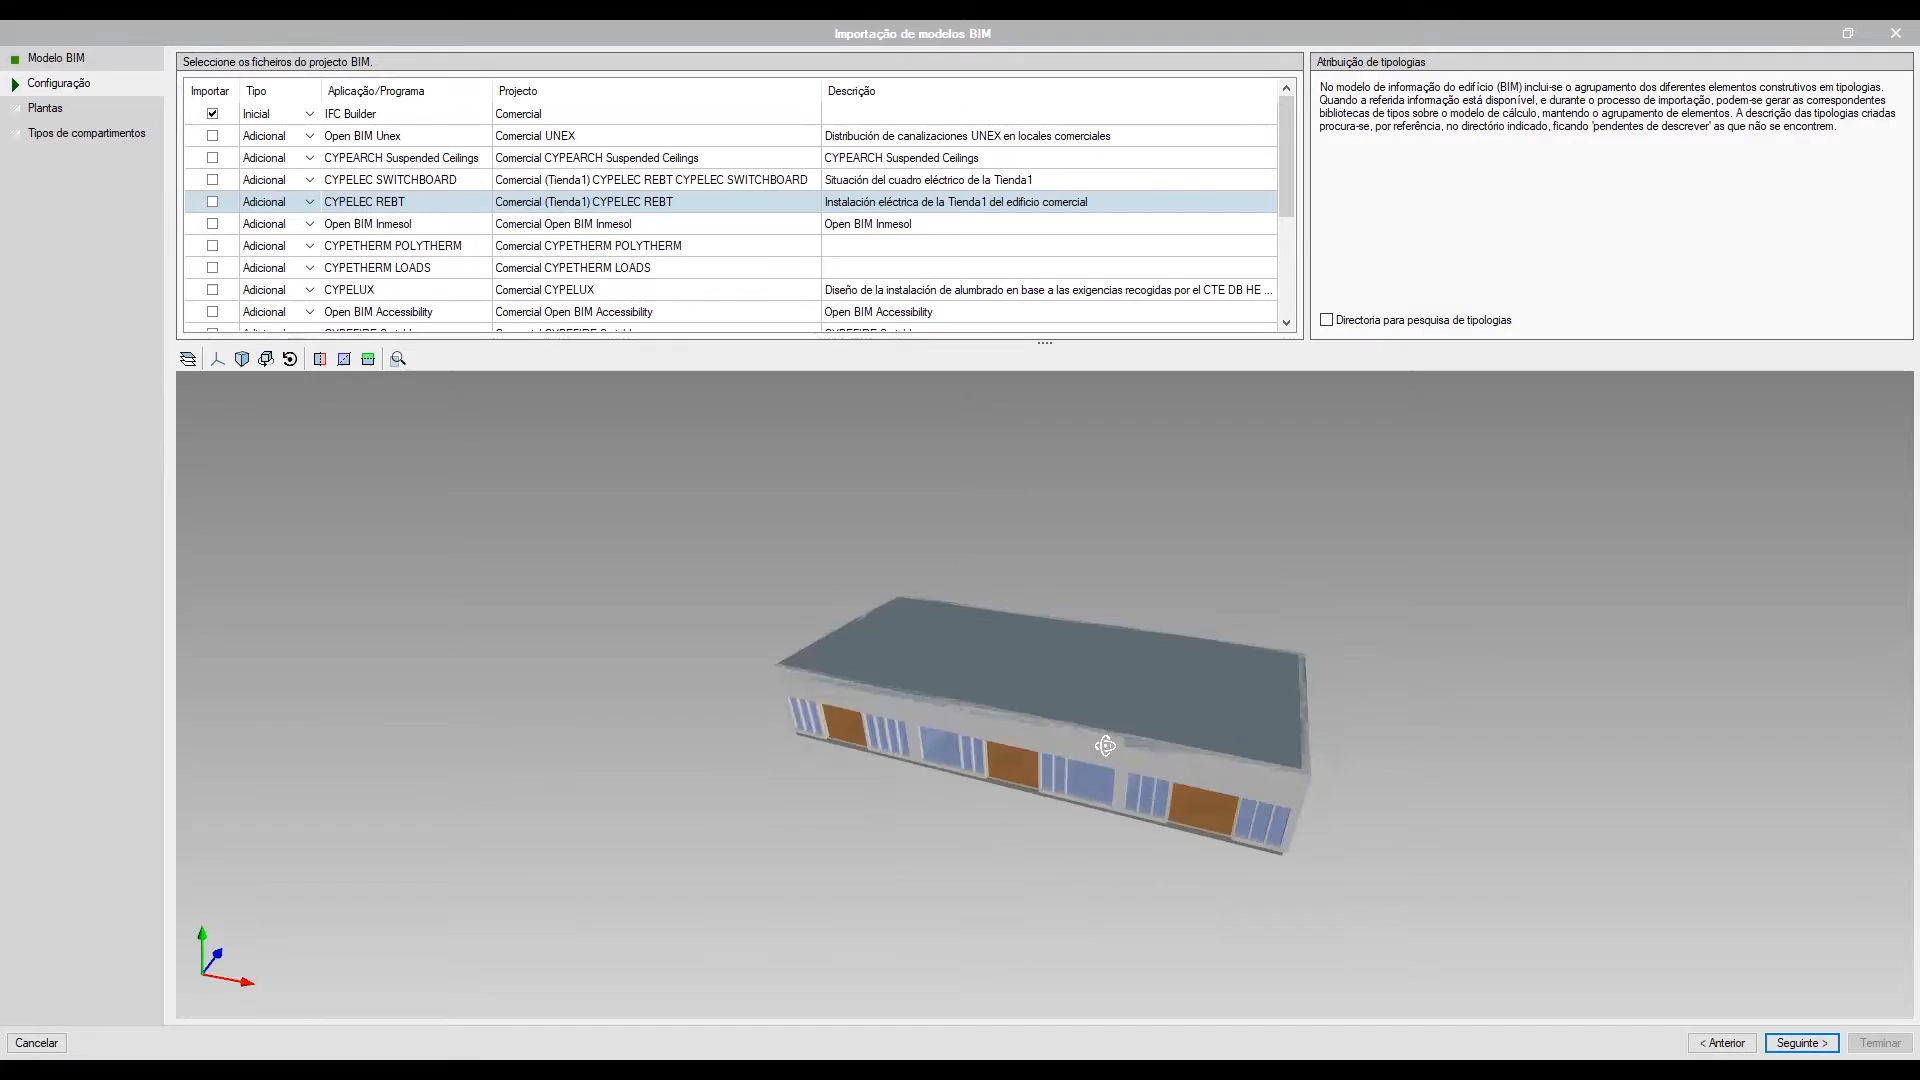 Importação de modelos BIM
Modelo BIM
Configuração
Plantas
Tipos de compartimentos
Seleccione os ficheiros do projecto BIM.
Importar Tipo Aplicação/Programa Projecto Descrição
Inicial IFC Builder Comercial
Adicional Open BIM Unex Comercial UNEX Distribución de canalizaciones UNEX en locales comerciales
Adicional CYPEARCH Suspended Ceilings Comercial CYPEARCH Suspended Ceilings CYPEARCH Suspended Ceilings
Adicional CYPELEC SWITCHBOARD Comercial (Tienda1) CYPELEC REBT CYPELEC SWITCHBOARD Situación del cuadro eléctrico de la Tienda1
Adicional CYPELEC REBT Comercial (Tienda1) CYPELEC REBT Instalación eléctrica de la Tienda1 del edificio comercial
Adicional Open BIM Inmesol Comercial Open BIM Inmesol Open BIM Inmesol
Adicional CYPETHERM POLYTHERM Comercial CYPETHERM POLYTHERM
Adicional CYPETHERM LOADS Comercial CYPETHERM LOADS
Adicional CYPELUX Comercial CYPELUX Diseño de la instalación de alumbrado en base a las exigencias recogidas por el CTE DB HE ...
Adicional Open BIM Accessibility Comercial Open BIM Accessibility Open BIM Accessibility
Atribuição de tipologias
No modelo de informação do edifício (BIM) inclui-se o agrupamento dos diferentes elementos construtivos em tipologias.
Quando a referida informação está disponível, e durante o processo de importação, podem-se gerar as correspondentes
bibliotecas de tipos sobre o modelo de cálculo, mantendo o agrupamento de elementos. A descrição das tipologias criadas
procura-se, por referência, no directório indicado, ficando 'pendentes de descrever' as que não se encontrem.
Directoria para pesquisa de tipologias
Cancelar
< Anterior
Seguinte >
Terminar